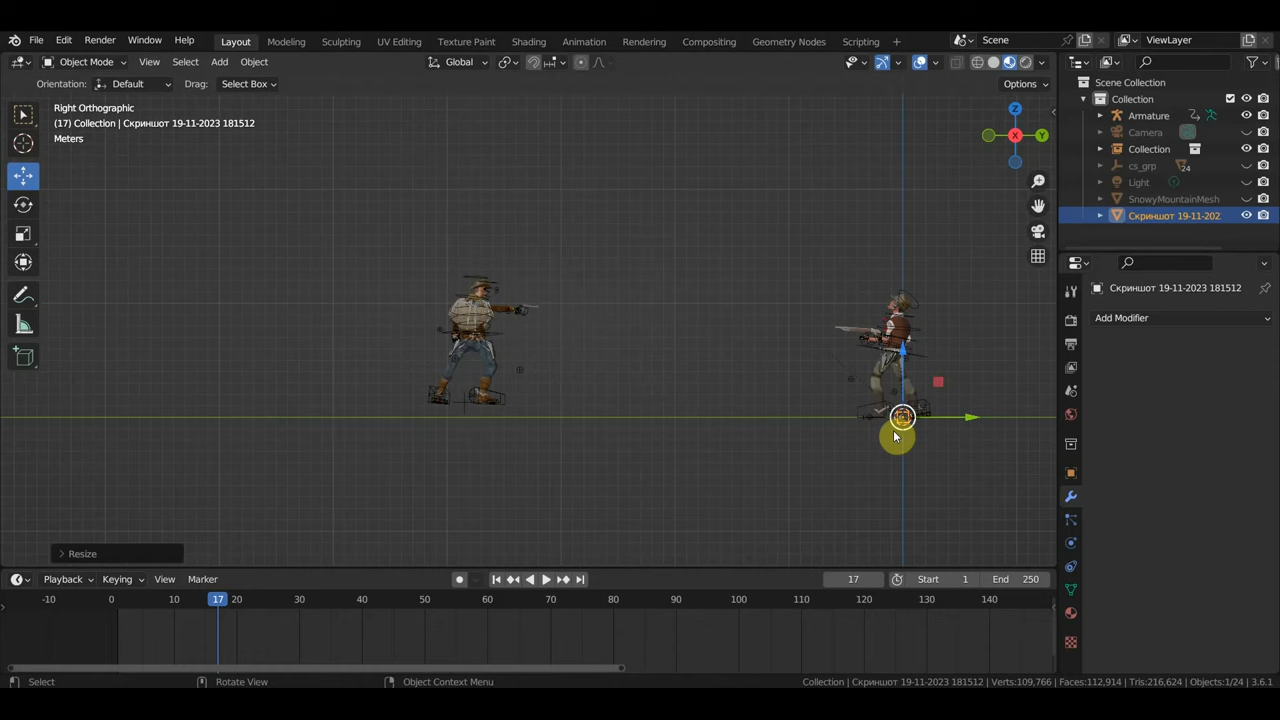 File Edit Render Window Help Layout Modeling Sculpting UV Editing Texture Paint Shading Animation Rendering Compositing Geometry Nodes Scripting + Scene ViewLayer
Object Mode View Select Add Object Global
Orientation: Default Drag: Select Box Options
Right Orthographic
(17) Collection | Скриншот 19-11-2023 181512
Meters
Z
X
Y
Scene Collection
Collection
Armature
Camera
Collection
cs_grp 24
Light
SnowyMountainMesh
Скриншот 19-11-202
Скриншот 19-11-2023 181512
Add Modifier
Resize
Playback Keying View Marker 17 Start 1 End 250
-10 0 10 17 20 30 40 50 60 70 80 90 100 110 120 130 140
Select Rotate View Object Context Menu Collection | Скриншот 19-11-2023 181512 | Verts:109,766 | Faces:112,914 | Tris:216,624 | Objects:1/24 | 3.6.1